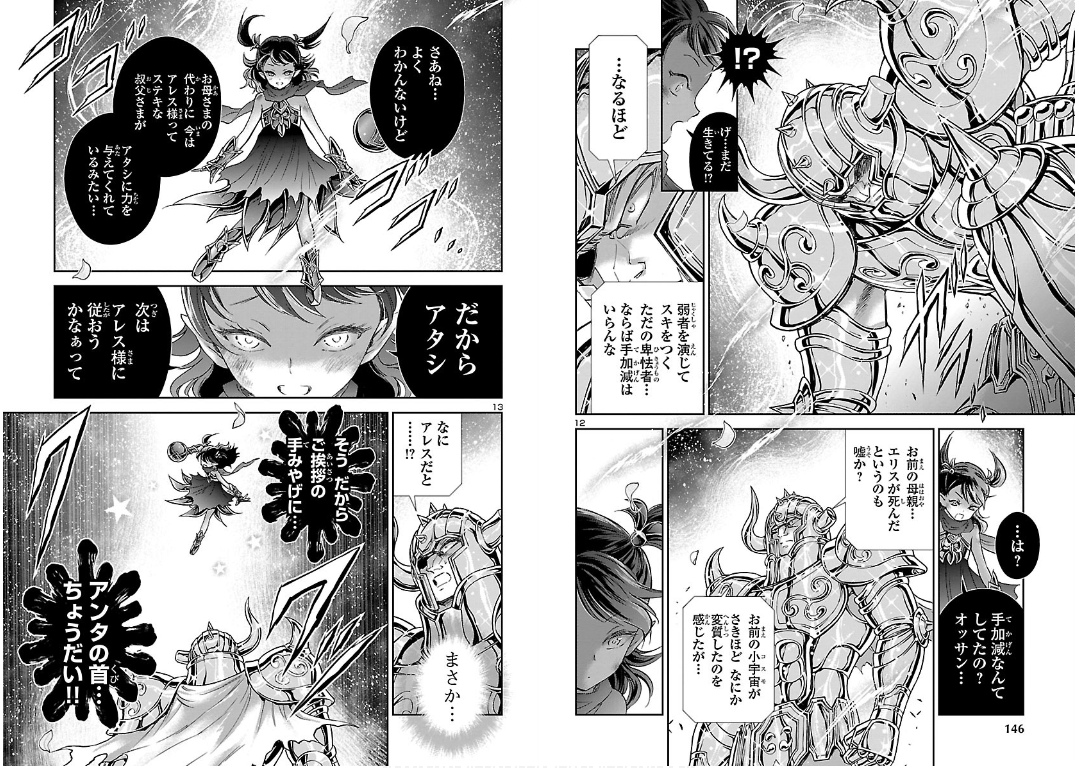 !?
げ…まだ
生きてる!?
…なるほど
弱者を演じて
スキをつく
ただの卑怯者…
ならば手加減は
いらんな
…は?
手加減なんて
してたの?
オッサン…
お前の母親…
エリスが死んだ
というのも
嘘か?
お前の小宇宙が
さきほど なにか
変質したのを
感じたが…
12
146
さあね…
よく
わかんないけど
お母さまの
代わりに 今は
アレス様って
ステキな
叔父さまが
アタシに力を
与えてくれて
いるみたい…
だから
アタシ
次は
アレス様に
従おう
かなぁって
13
なに
アレスだと
……!?
まさか…
そう だから
ご挨拶の
手みやげに…
アンタの首…
ちょうだい!!